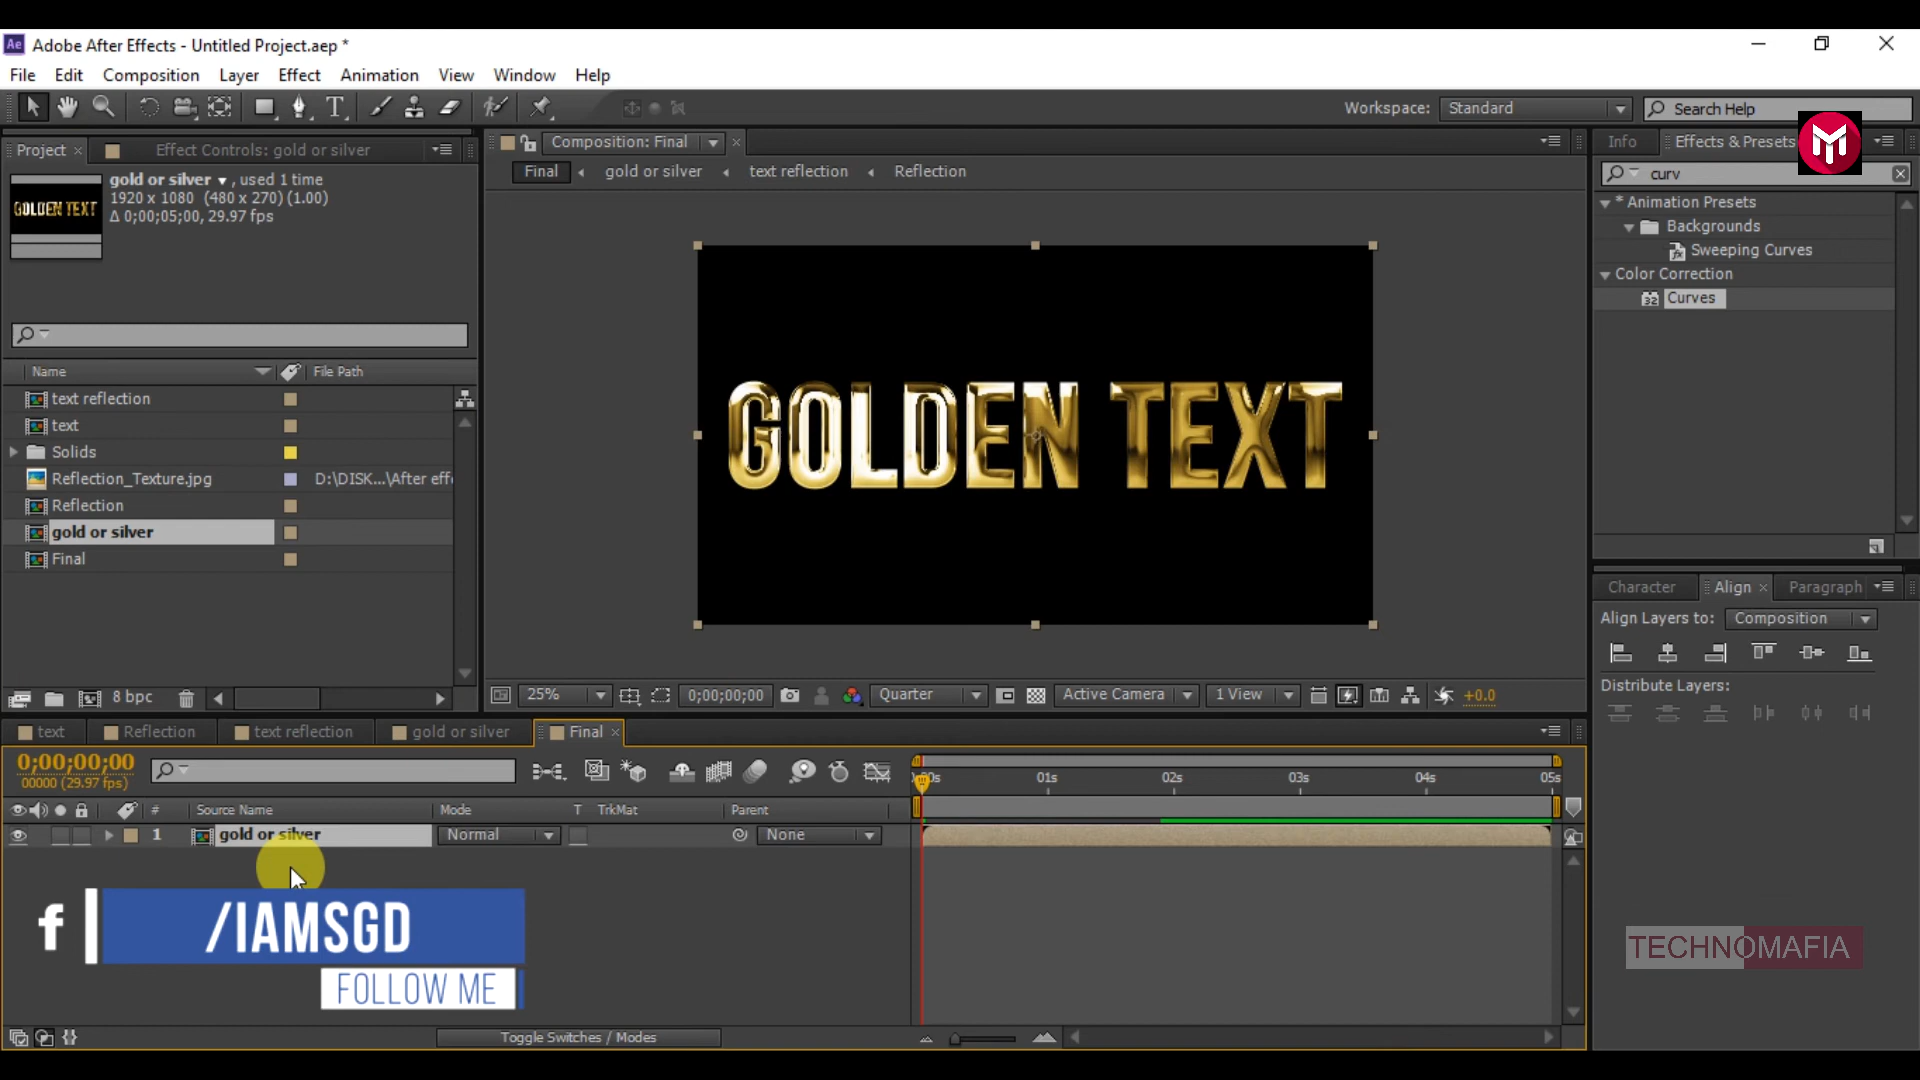 Adobe After Effects - Untitled Project.aep *
File Edit Composition Layer Effect Animation View Window Help
Workspace: Standard Search Help
Project Effect Controls: gold or silver
gold or silver , used 1 time
1920 x 1080 (480 x 270) (1.00)
Δ 0;00;05;00, 29.97 fps
GOLDEN TEXT
Name File Path
text reflection
text
Solids
Reflection_Texture.jpg D:\DISK...\After effe
Reflection
gold or silver
Final
8 bpc
Composition: Final
Final gold or silver text reflection Reflection
GOLDEN TEXT
25% 0;00;00;00 Quarter Active Camera 1 View +0.0
Info Effects & Presets
curv
* Animation Presets
Backgrounds
Sweeping Curves
Color Correction
32 Curves
Character Align Paragraph
Align Layers to: Composition
Distribute Layers:
text Reflection text reflection gold or silver Final
0;00;00;00
00000 (29.97 fps)
01s 02s 03s 04s 05s
# Source Name Mode T TrkMat Parent
1 gold or silver Normal None
f /IAMSGD
FOLLOW ME
TECHNOMAFIA
Toggle Switches / Modes